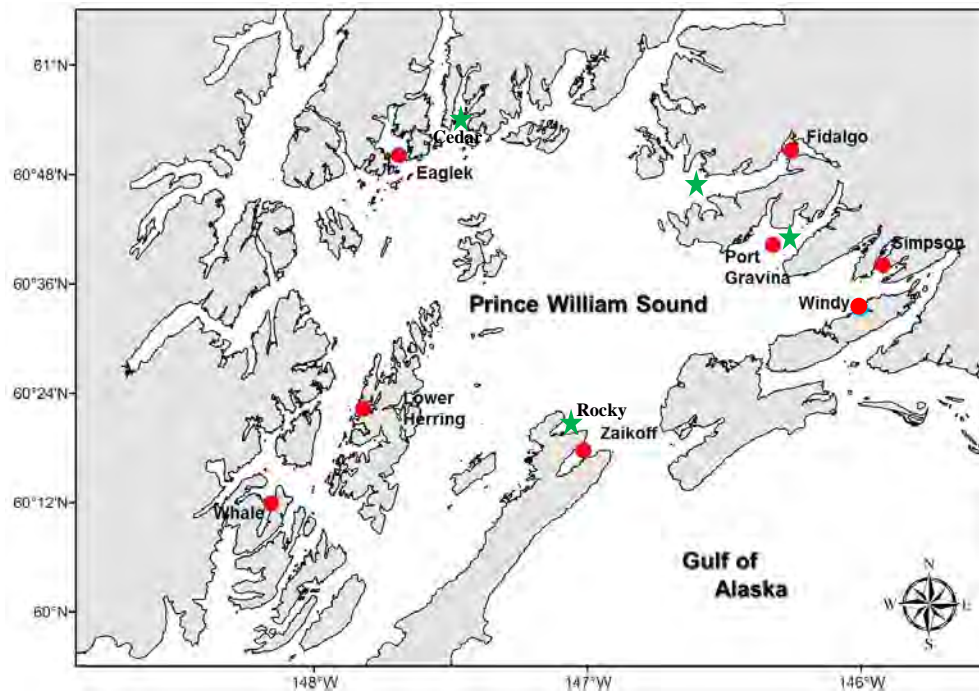 61°N
Cedar
Fidalgo
Eaglek
60°48'N
Simpson
Port
Gravina
60°36'N
Prince William Sound
Windy
60°24'N
Lower
Herring
Rocky
Zaikoff
60°12'N
Whale
Gulf of
Alaska
N
W
E
S
60°N
148°W
147°W
146°W